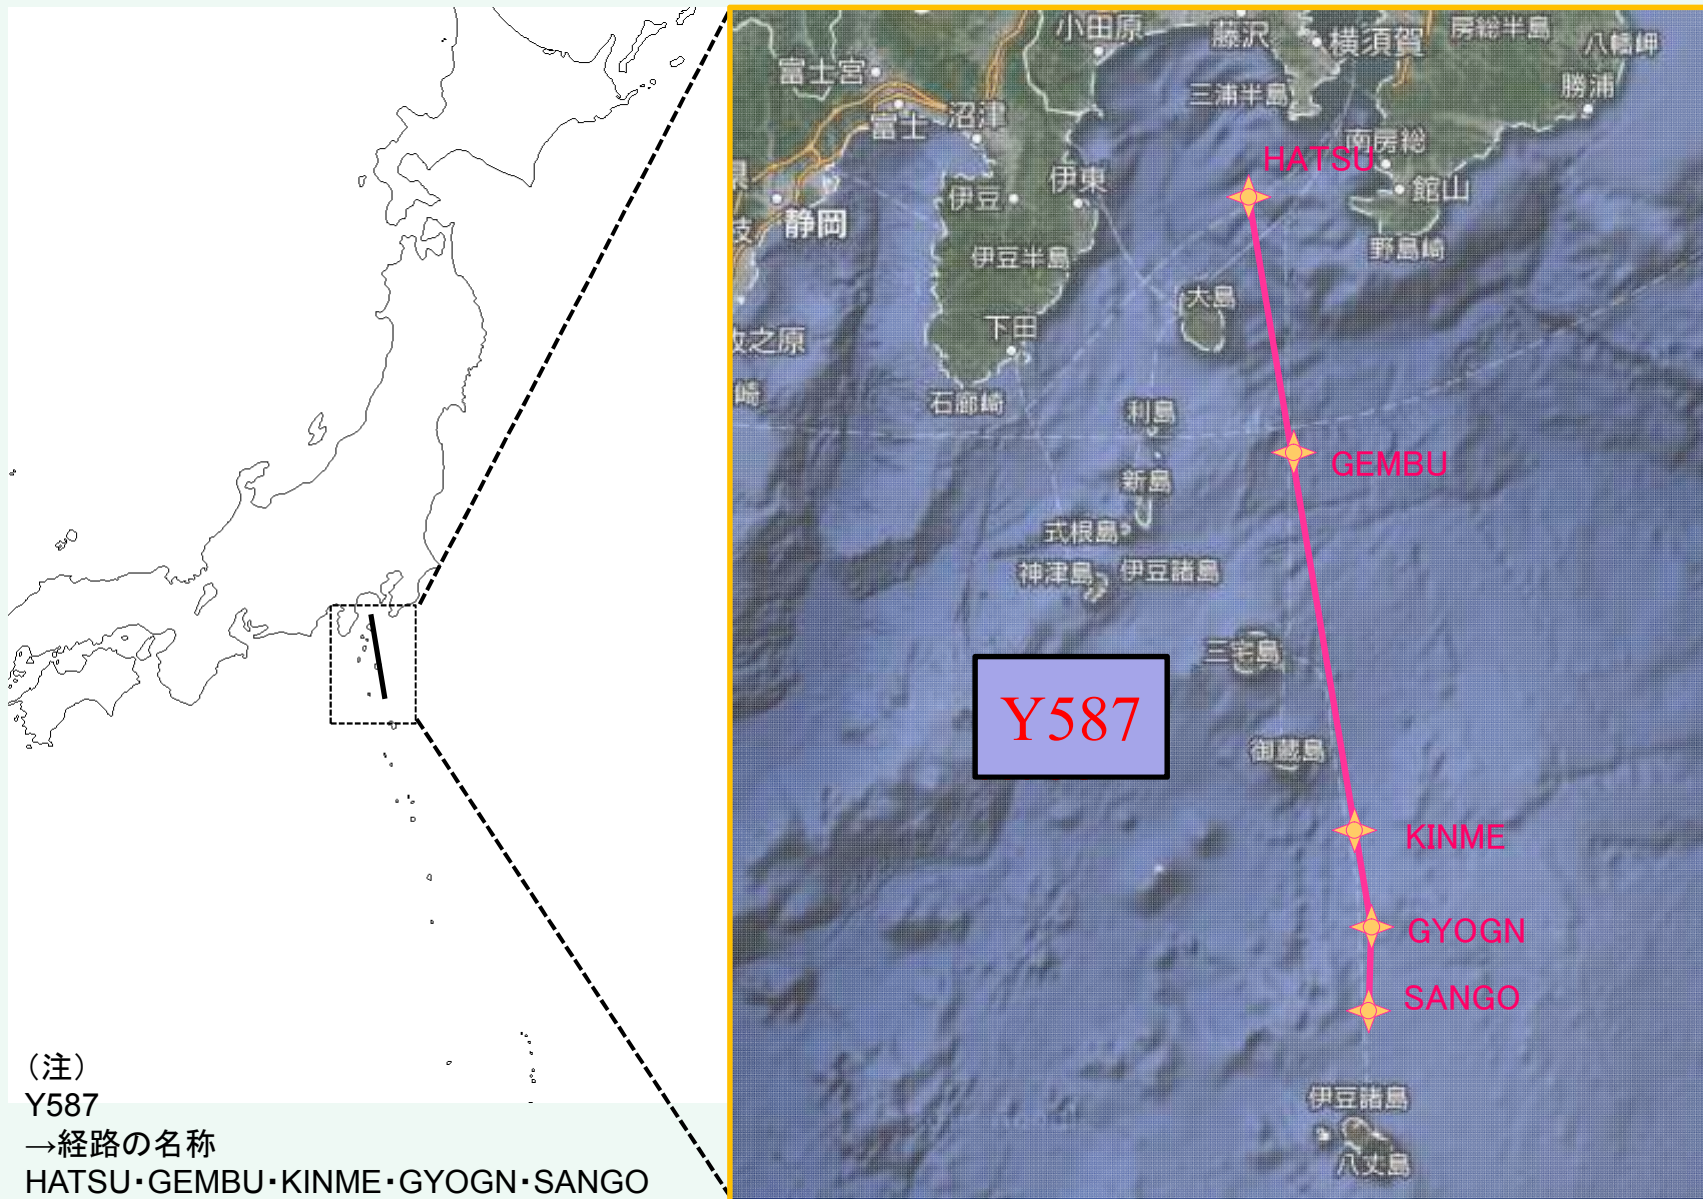 小田原
藤沢
横須賀
房総半島
八幡岬
富士宮
三浦半島
勝浦
富士
沼津
南房総
HATSU
伊豆
伊東
館山
静岡
野島崎
伊豆半島
大島
下田
牧之原
石廊崎
利島
GEMBU
新島
式根島
神津島
伊豆諸島
三宅島
Y587
御蔵島
KINME
GYOGN
SANGO
伊豆諸島
八丈島
（注）
Y587
→経路の名称
HATSU･GEMBU･KINME･GYOGN･SANGO